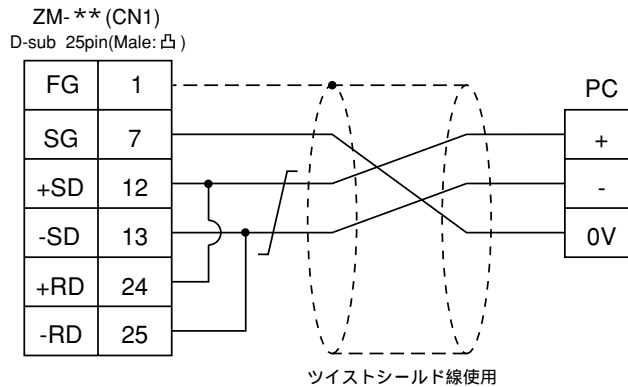 ZM-**(CN1)
D-sub 25pin(Male:凸)
FG 1
SG 7
+SD 12
-SD 13
+RD 24
-RD 25
PC
+
-
0V
ツイストシールド線使用